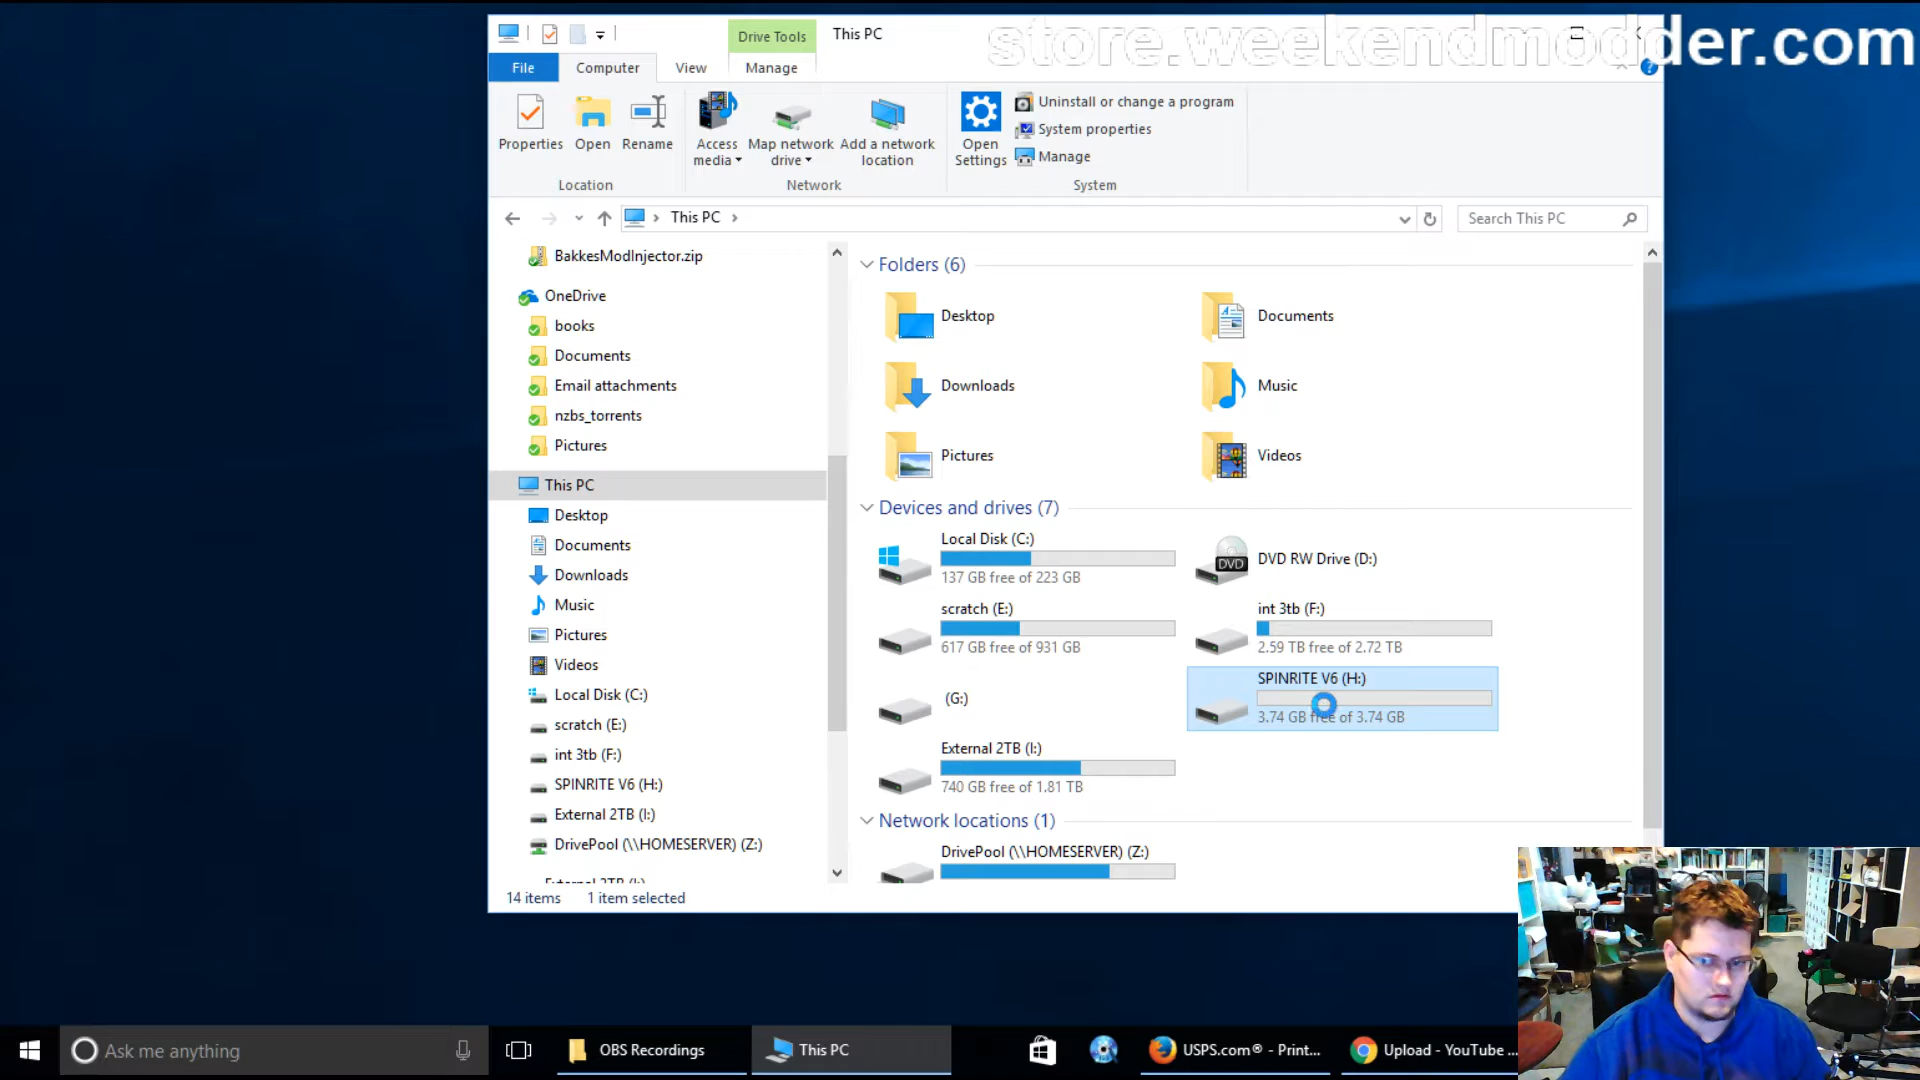 store.weekendmodder.com
Drive Tools
This PC
File
Computer
View
Manage
Properties
Open
Rename
Access media
Map network drive
Add a network location
Open Settings
Uninstall or change a program
System properties
Manage
Location
Network
System
This PC
Search This PC
BakkesModInjector.zip
OneDrive
books
Documents
Email attachments
nzbs_torrents
Pictures
This PC
Desktop
Documents
Downloads
Music
Pictures
Videos
Local Disk (C:)
scratch (E:)
int 3tb (F:)
SPINRITE V6 (H:)
External 2TB (I:)
DrivePool (\\HOMESERVER) (Z:)
External 2TB (I:)
Folders (6)
Desktop
Documents
Downloads
Music
Pictures
Videos
Devices and drives (7)
Local Disk (C:)
137 GB free of 223 GB
DVD
DVD RW Drive (D:)
scratch (E:)
617 GB free of 931 GB
int 3tb (F:)
2.59 TB free of 2.72 TB
(G:)
SPINRITE V6 (H:)
3.74 GB free of 3.74 GB
External 2TB (I:)
740 GB free of 1.81 TB
Network locations (1)
DrivePool (\\HOMESERVER) (Z:)
14 items
1 item selected
Ask me anything
OBS Recordings
This PC
USPS.com® - Print...
Upload - YouTube ...